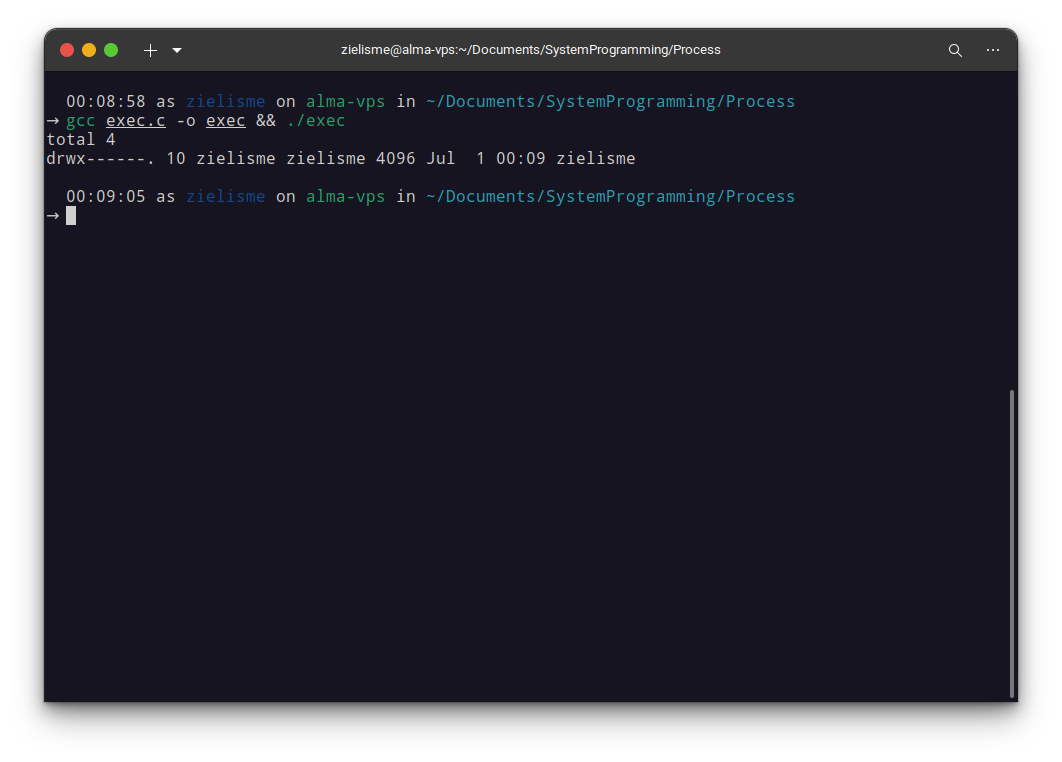 zielisme@alma-vps:~/Documents/SystemProgramming/Process
00:08:58 as zielisme on alma-vps in ~/Documents/SystemProgramming/Process
→ gcc exec.c -o exec && ./exec
total 4
drwx------. 10 zielisme zielisme 4096 Jul  1 00:09 zielisme
00:09:05 as zielisme on alma-vps in ~/Documents/SystemProgramming/Process
→